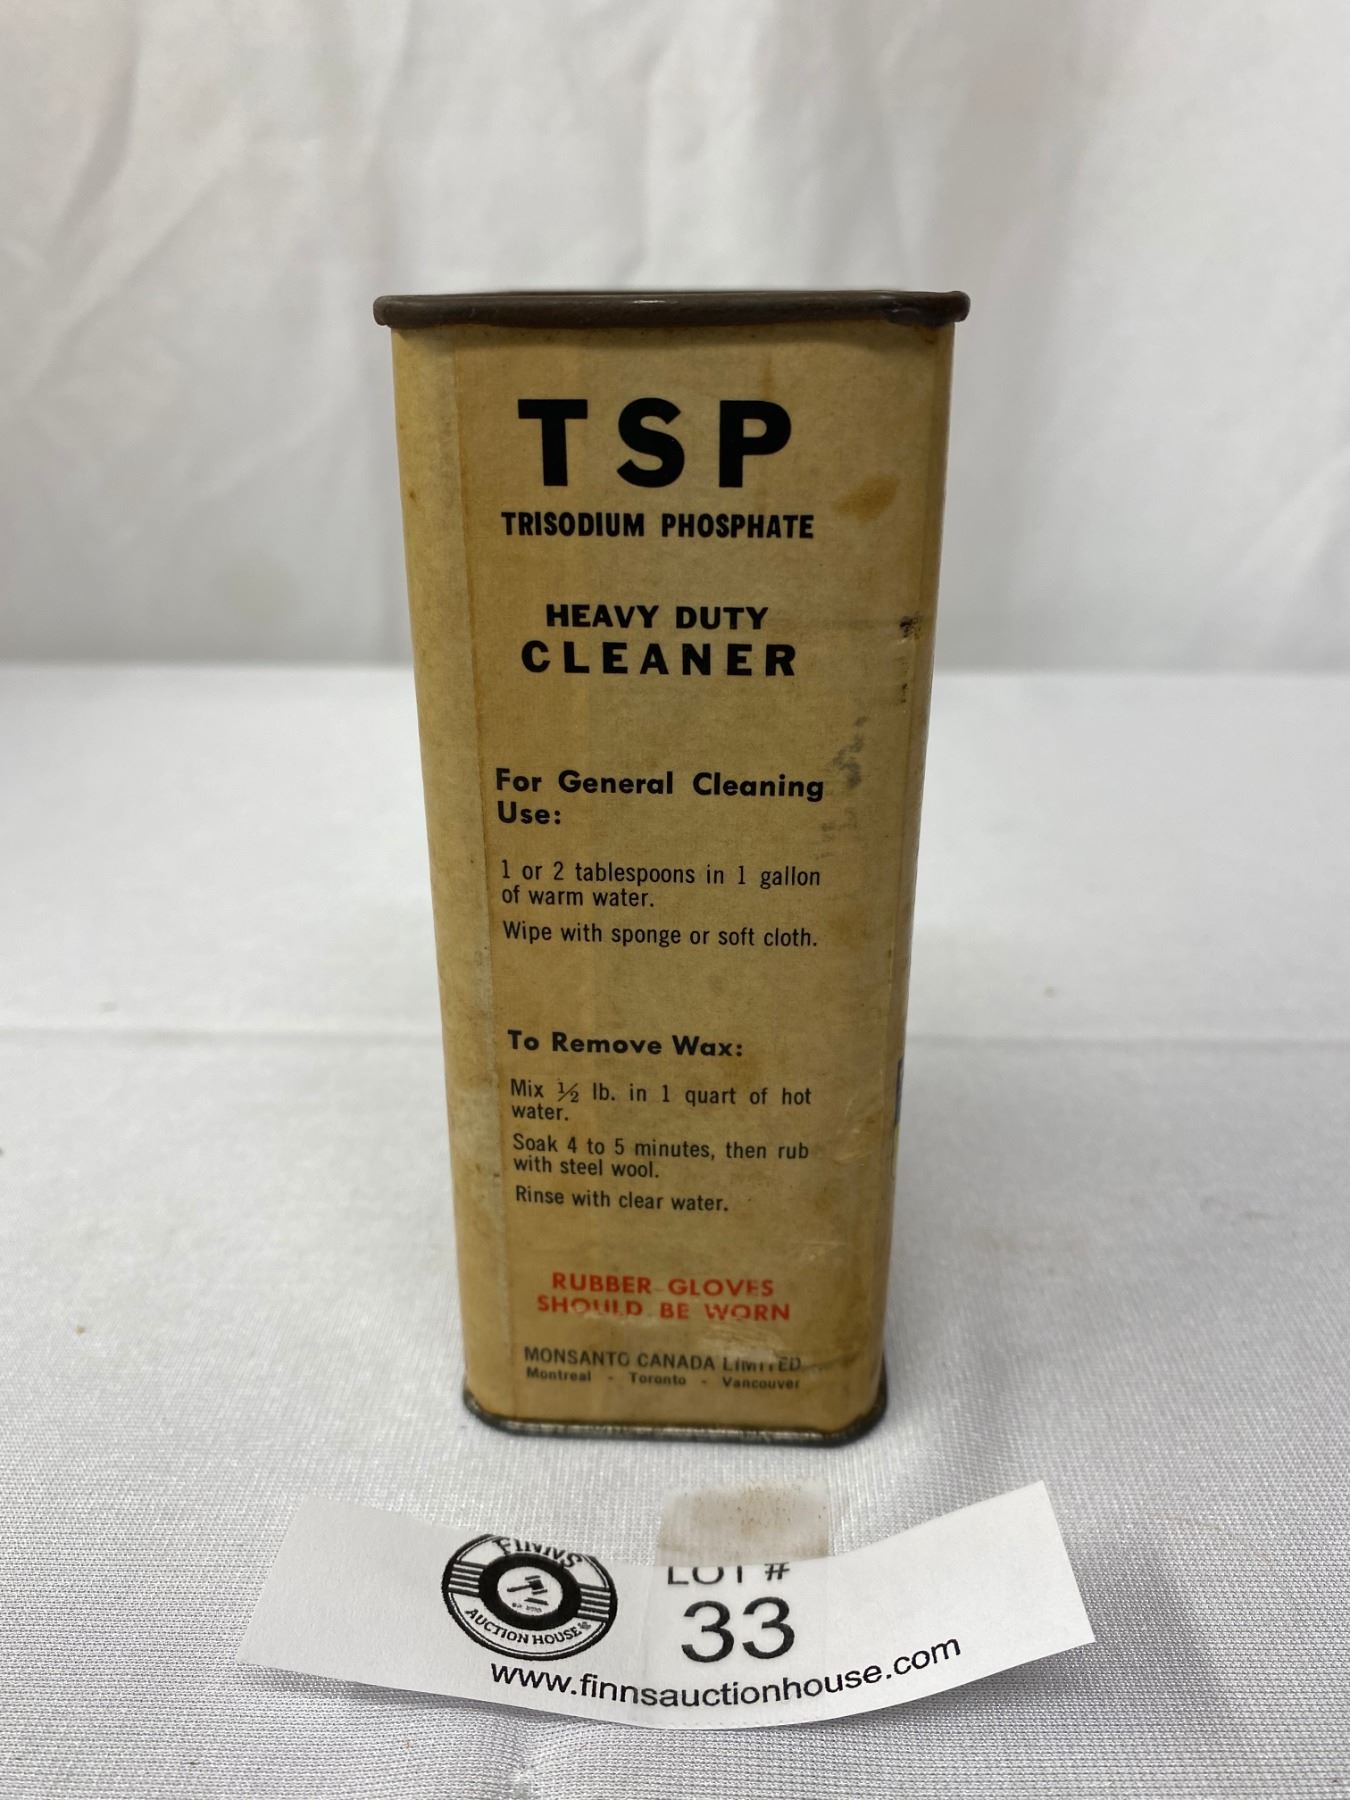 TSP
TRISODIUM PHOSPHATE
HEAVY DUTY
CLEANER
For General Cleaning
Use:
1 or 2 tablespoons in 1 gallon
of warm water.
Wipe with sponge or soft cloth.
To Remove Wax:
Mix ½ lb. in 1 quart of hot
water.
Soak 4 to 5 minutes, then rub
with steel wool.
Rinse with clear water.
RUBBER GLOVES
SHOULD BE WORN
MONSANTO CANADA LIMITED
Montreal - Toronto - Vancouver
FINNS
AUCTION HOUSE
LOT #
33
www.finnsauctionhouse.com